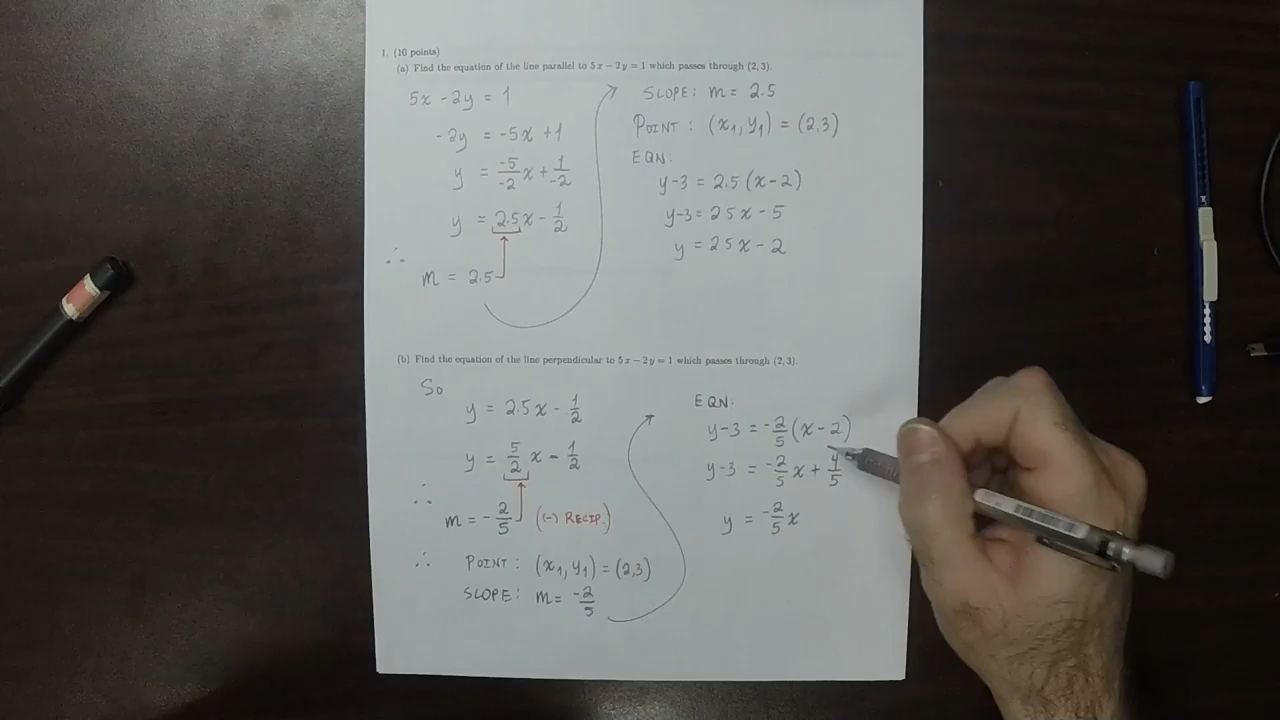 1. (10 points)
(a) Find the equation of the line parallel to 5x − 2y = 1 which passes through (2, 3).
5x - 2y = 1
-2y = -5x + 1
y = -5/-2 x + 1/-2
y = 2.5x - 1/2
∴
m = 2.5
SLOPE: m = 2.5
POINT: (x₁, y₁) = (2,3)
EQN:
y-3 = 2.5 (x-2)
y-3 = 2.5x - 5
y = 2.5x - 2
(b) Find the equation of the line perpendicular to 5x − 2y = 1 which passes through (2, 3).
So
y = 2.5x - 1/2
y = 5/2 x - 1/2
∴
m = - 2/5 ((-) RECIP.)
∴ POINT: (x₁, y₁) = (2,3)
SLOPE: m = -2/5
EQN:
y-3 = -2/5 (x-2)
y-3 = -2/5 x + 4/5
y = -2/5 x